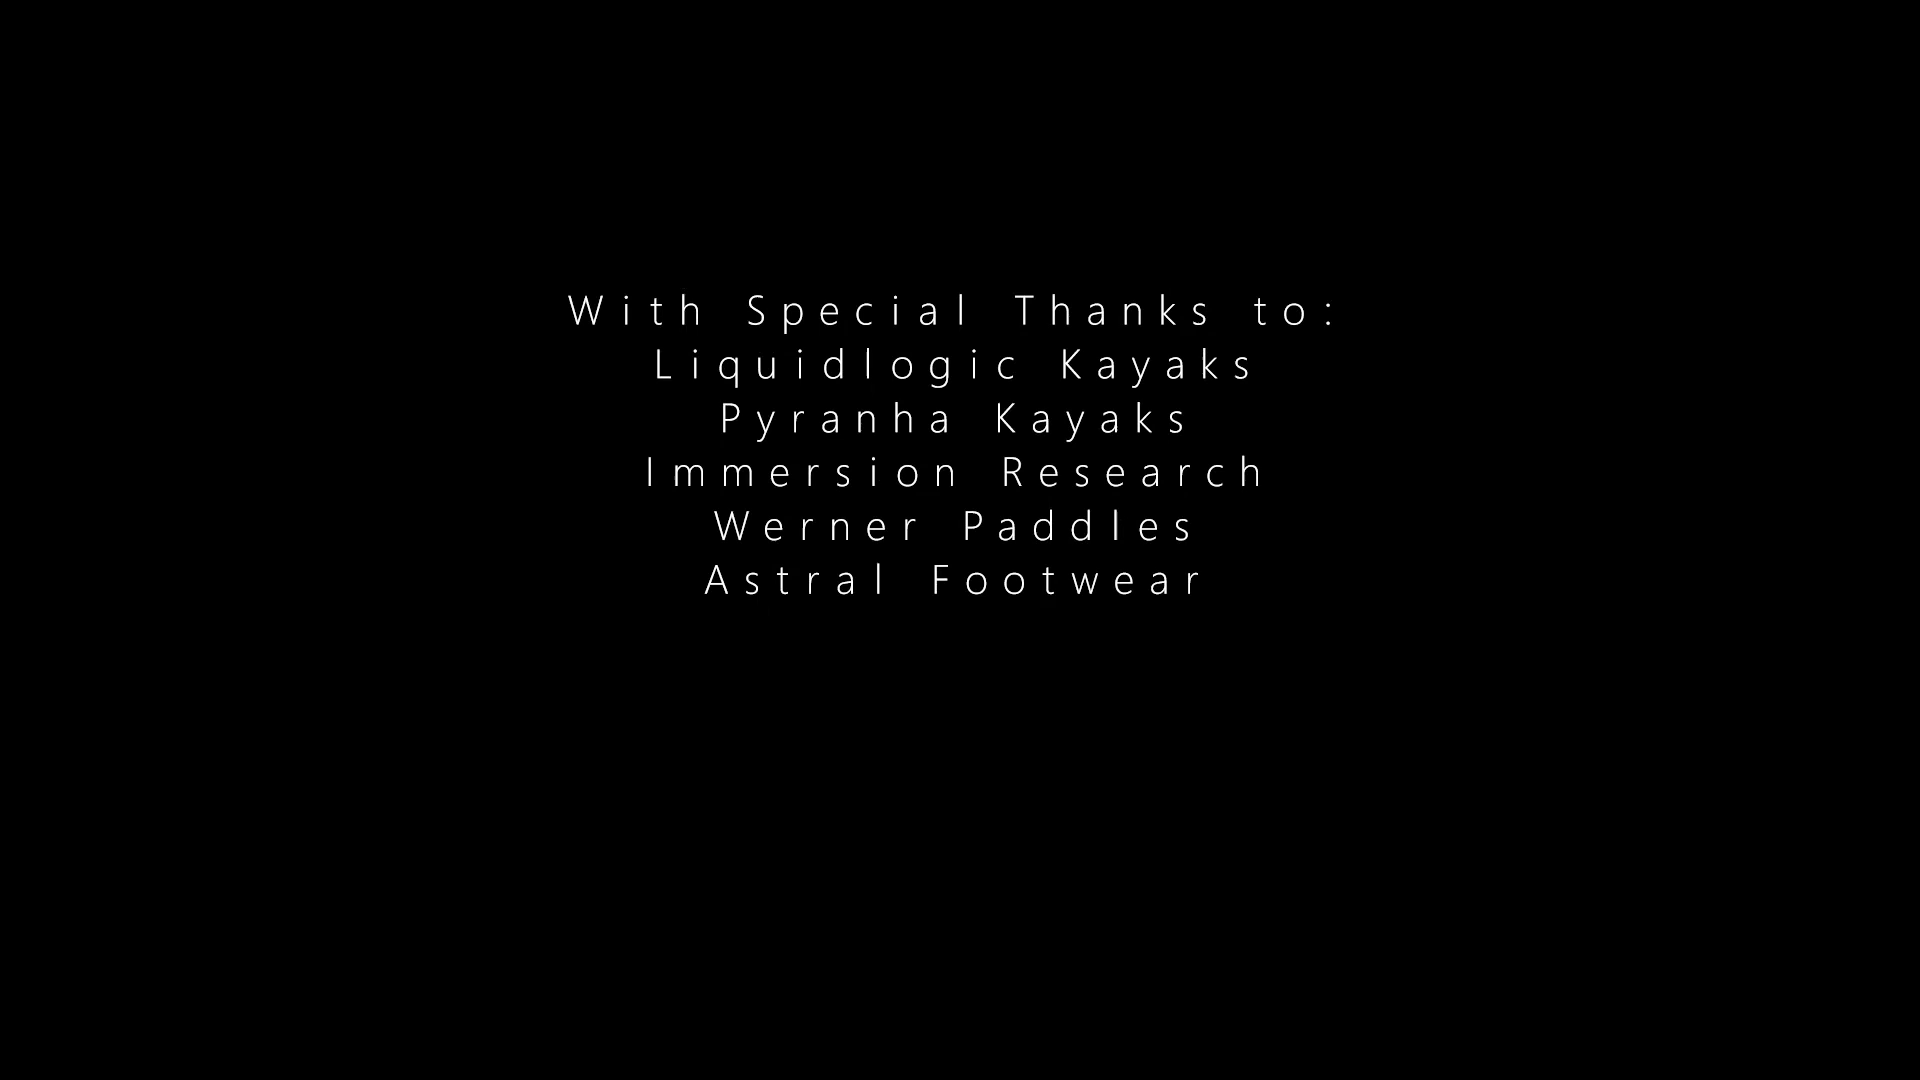 With Special Thanks to:
Liquidlogic Kayaks
Pyranha Kayaks
Immersion Research
Werner Paddles
Astral Footwear